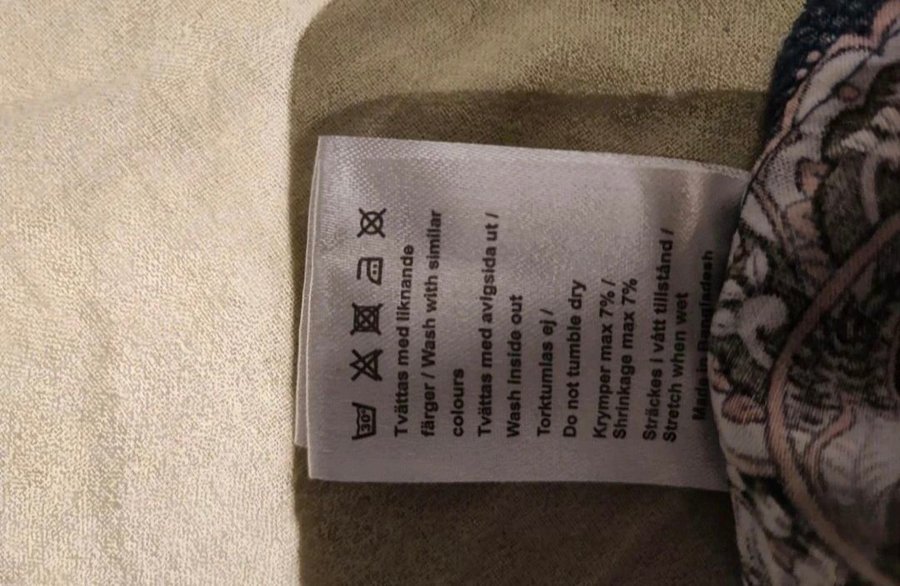 30°
Tvättas med liknande
färger / Wash with similar
colours
Tvättas med avigsida ut /
Wash inside out
Torktumlas ej /
Do not tumble dry
Krymper max 7% /
Shrinkage max 7%
Sträckes i vått tillstånd /
Stretch when wet
Made in Bangladesh